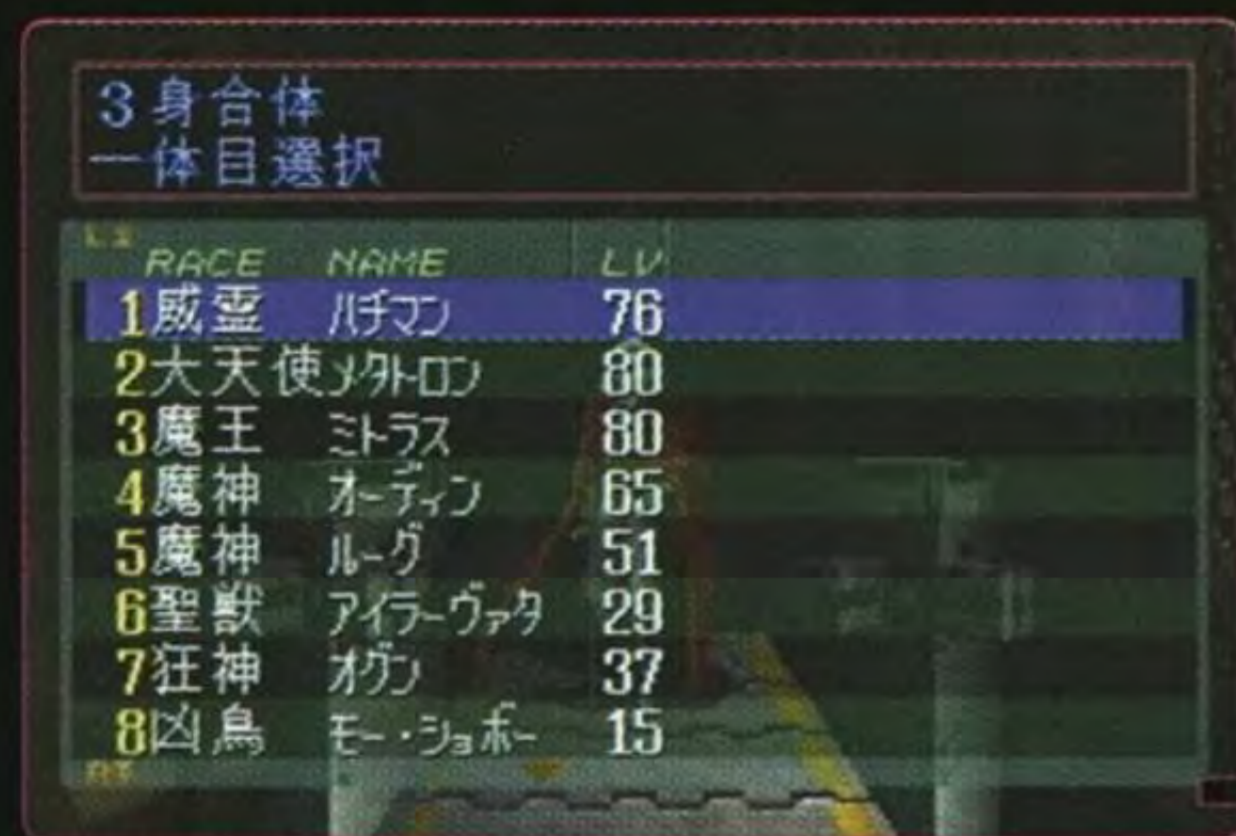 3身合体
一体目選択
RACE NAME LV
1威霊 ハチマン 76
2大天使メタトロン 80
3魔王 ミトラス 80
4魔神 オーディン 65
5魔神 ルーグ 51
6聖獣 アイラーヴァタ 29
7狂神 オグン 37
8凶鳥 モー・ショボー 15